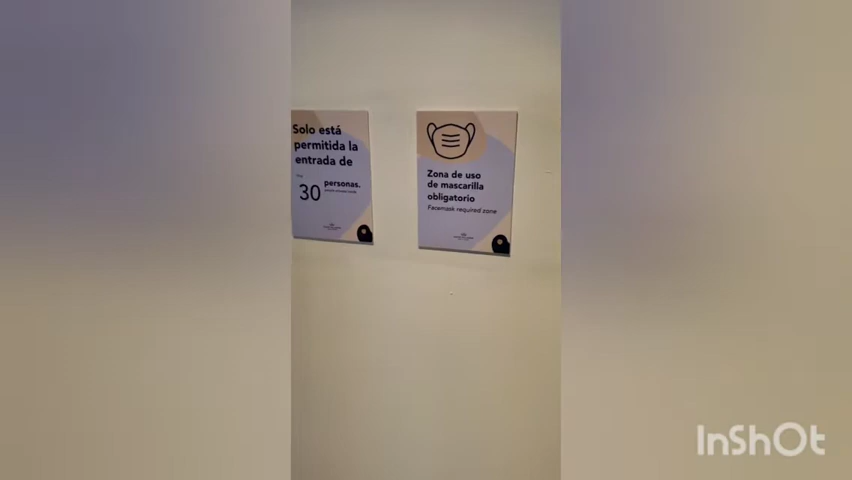 Solo está
permitida la
entrada de
30
personas.
Zona de uso
de mascarilla
obligatorio
Facemask required zone
InShOt